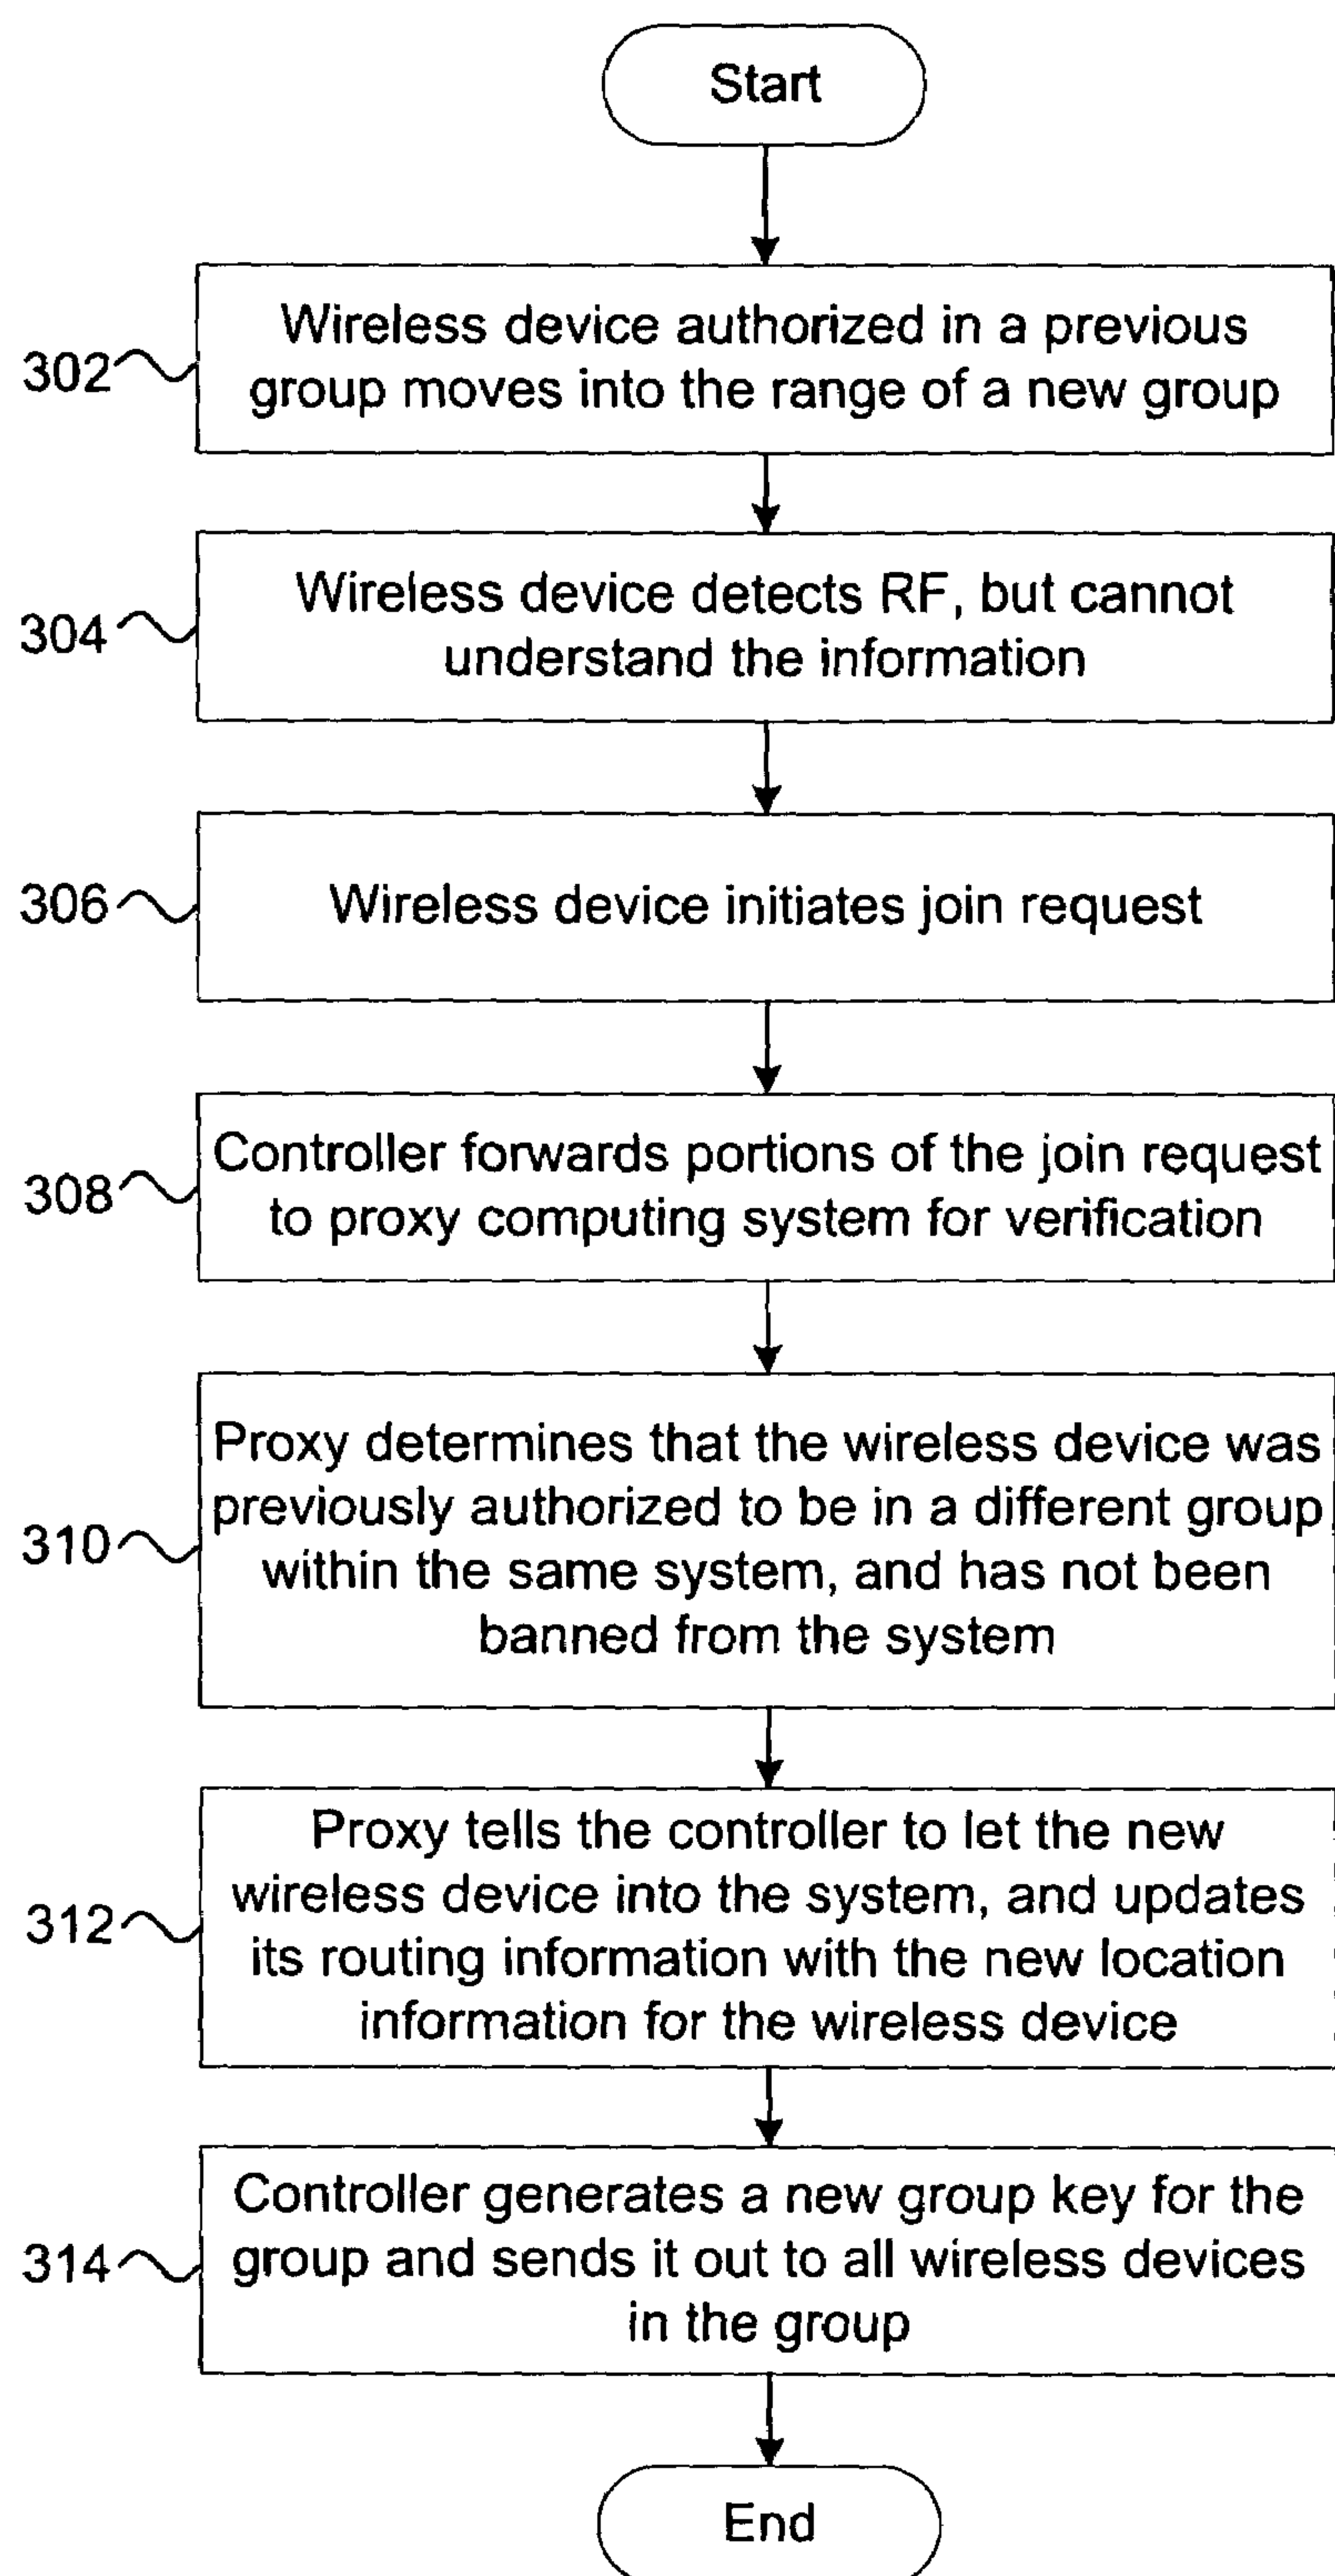 Start
302
Wireless device authorized in a previous
group moves into the range of a new group
304
Wireless device detects RF, but cannot
understand the information
306
Wireless device initiates join request
308
Controller forwards portions of the join request
to proxy computing system for verification
310
Proxy determines that the wireless device was
previously authorized to be in a different group
within the same system, and has not been
banned from the system
312
Proxy tells the controller to let the new
wireless device into the system, and updates
its routing information with the new location
information for the wireless device
314
Controller generates a new group key for the
group and sends it out to all wireless devices
in the group
End